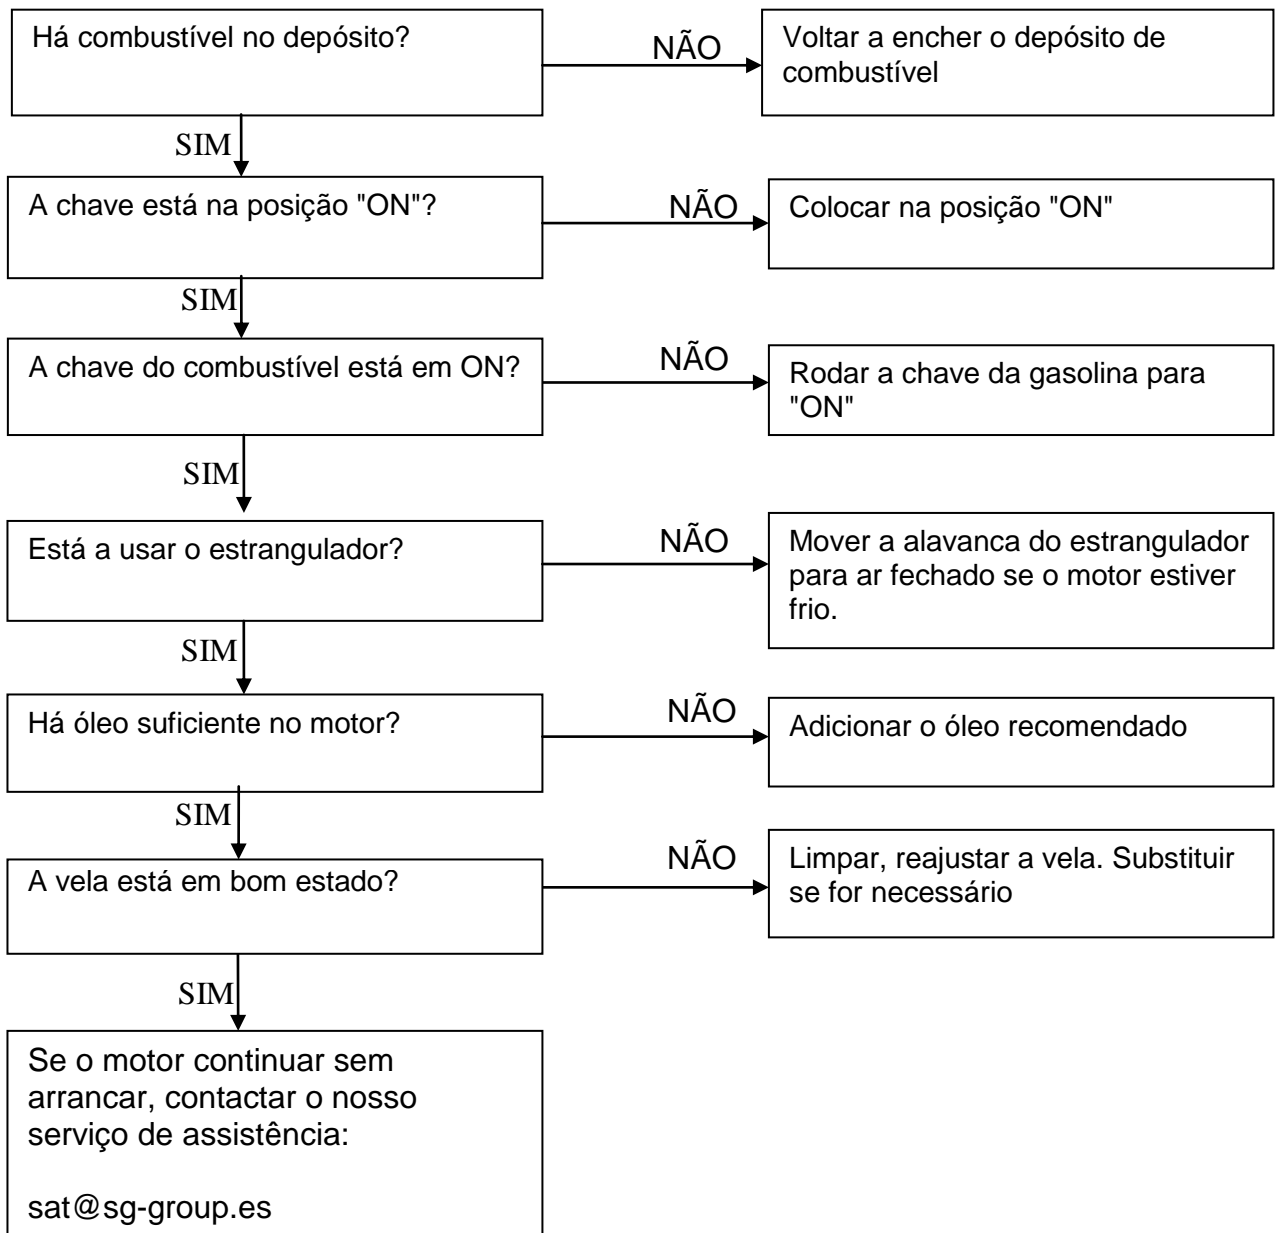 Há combustível no depósito?
NÃO
Voltar a encher o depósito de
combustível
SIM
A chave está na posição "ON"?
NÃO
Colocar na posição "ON"
SIM
A chave do combustível está em ON?
NÃO
Rodar a chave da gasolina para
"ON"
SIM
Está a usar o estrangulador?
NÃO
Mover a alavanca do estrangulador
para ar fechado se o motor estiver
frio.
SIM
Há óleo suficiente no motor?
NÃO
Adicionar o óleo recomendado
SIM
A vela está em bom estado?
NÃO
Limpar, reajustar a vela. Substituir
se for necessário
SIM
Se o motor continuar sem
arrancar, contactar o nosso
serviço de assistência:
sat@sg-group.es